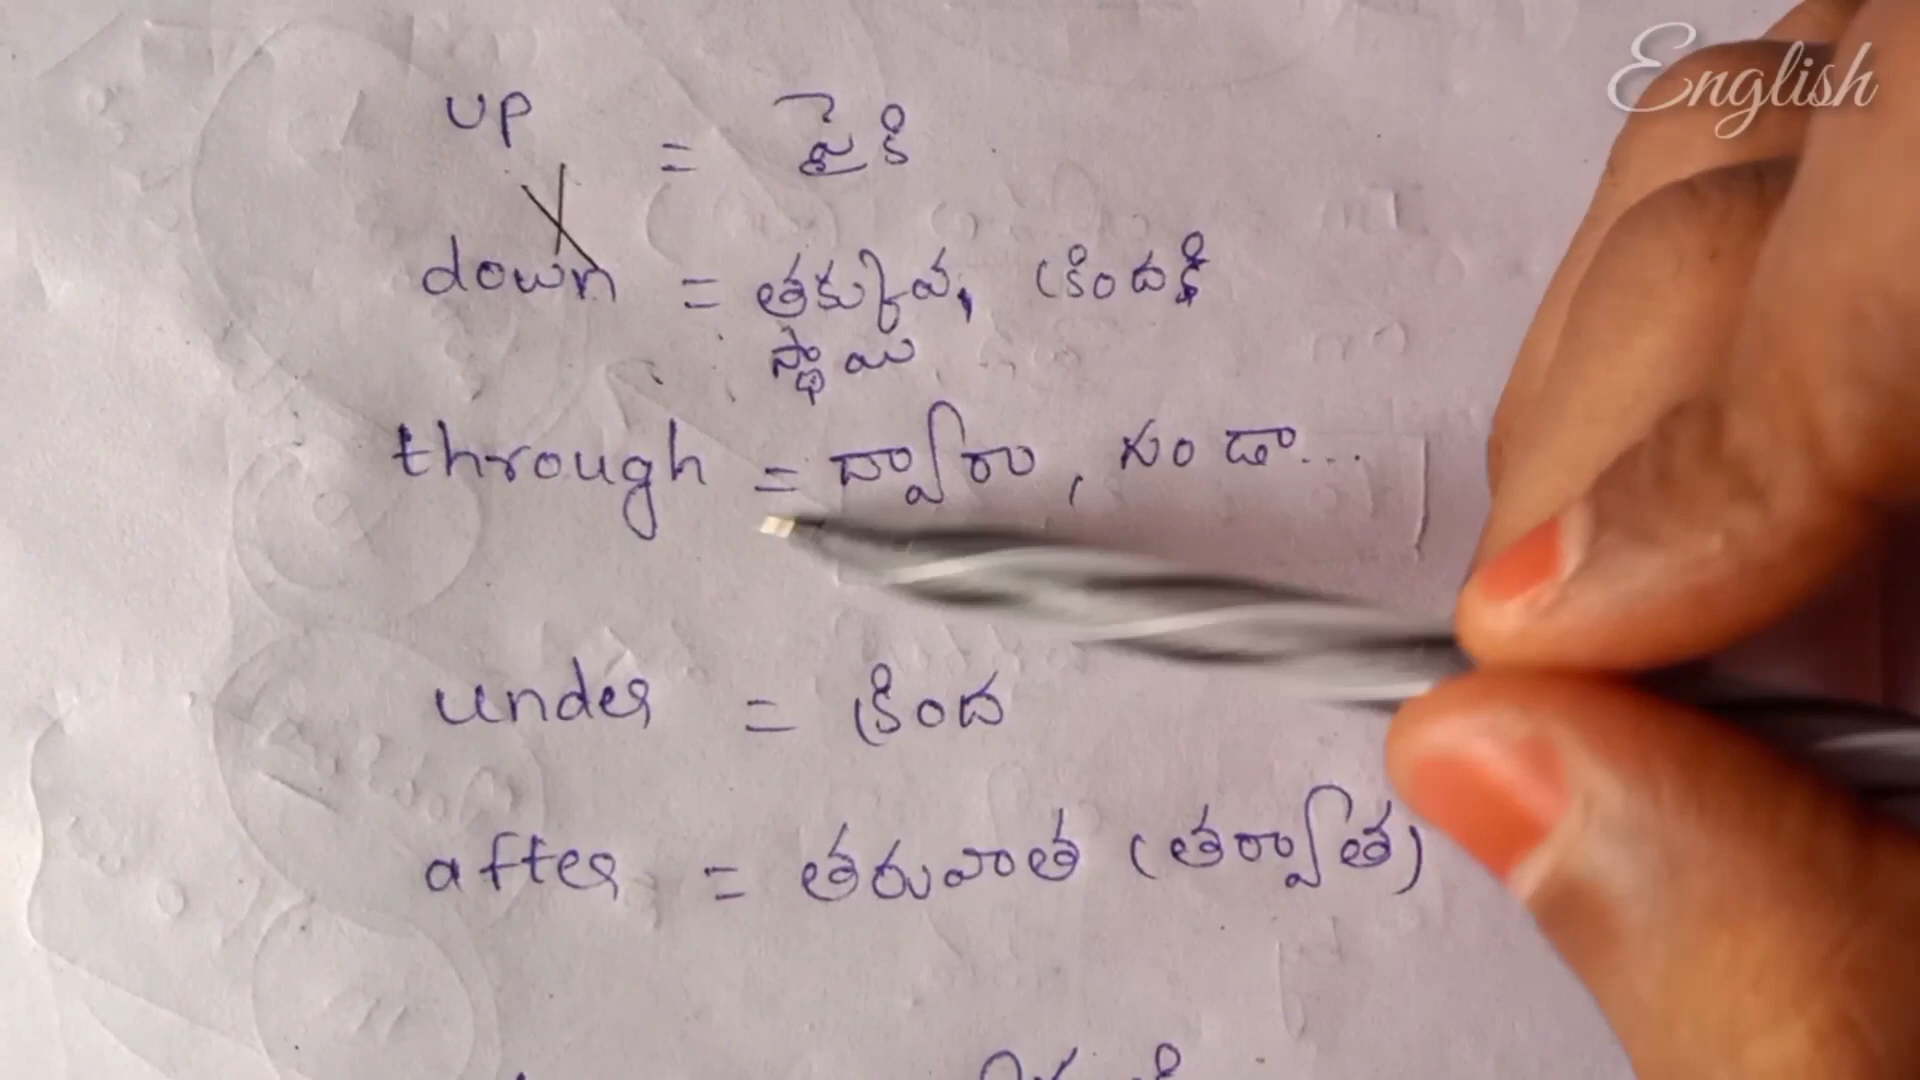 English
up = పైకి
down = తక్కువ, క్రిందకి
స్థాయి
through = ద్వారా, గుండా...
under = క్రింద
after = తరువాత (తర్వాత)